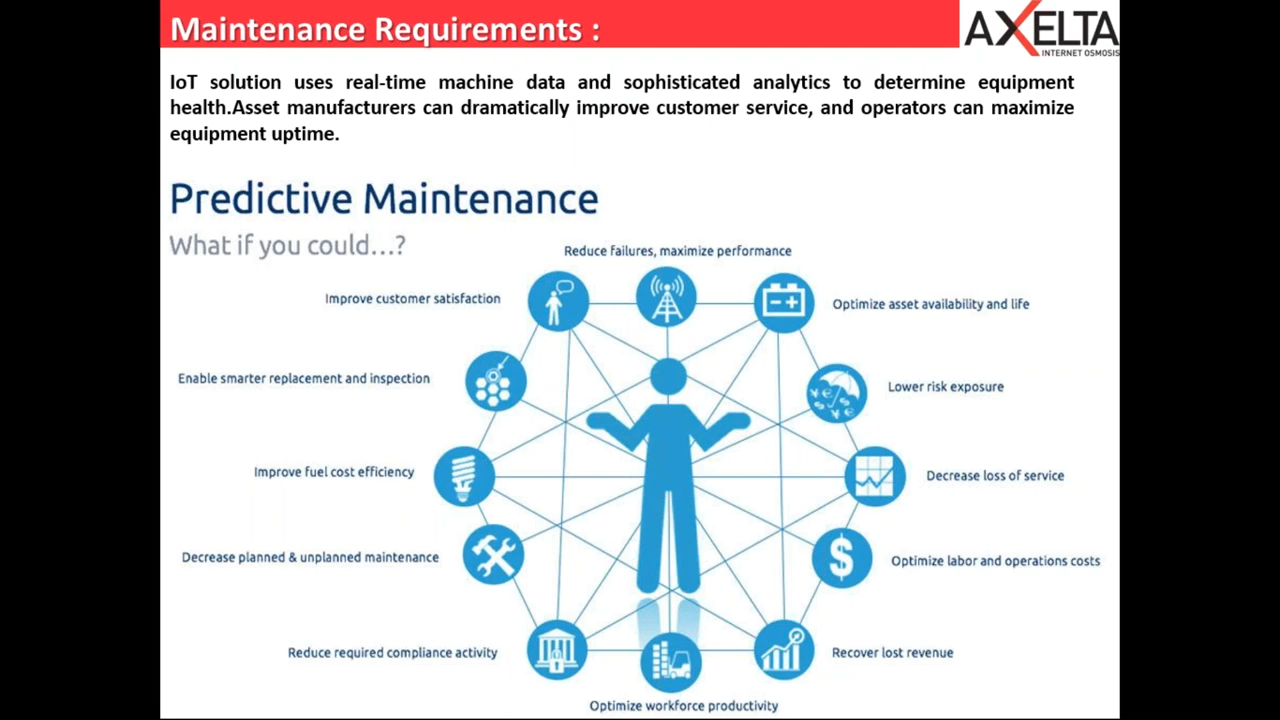 Maintenance Requirements :
AXELTA
INTERNET OSMOSIS
IoT solution uses real-time machine data and sophisticated analytics to determine equipment
health.Asset manufacturers can dramatically improve customer service, and operators can maximize
equipment uptime.
Predictive Maintenance
What if you could...?
Reduce failures, maximize performance
Improve customer satisfaction
Optimize asset availability and life
Enable smarter replacement and inspection
Lower risk exposure
Improve fuel cost efficiency
Decrease loss of service
Decrease planned & unplanned maintenance
$
Optimize labor and operations costs
Reduce required compliance activity
Recover lost revenue
Optimize workforce productivity